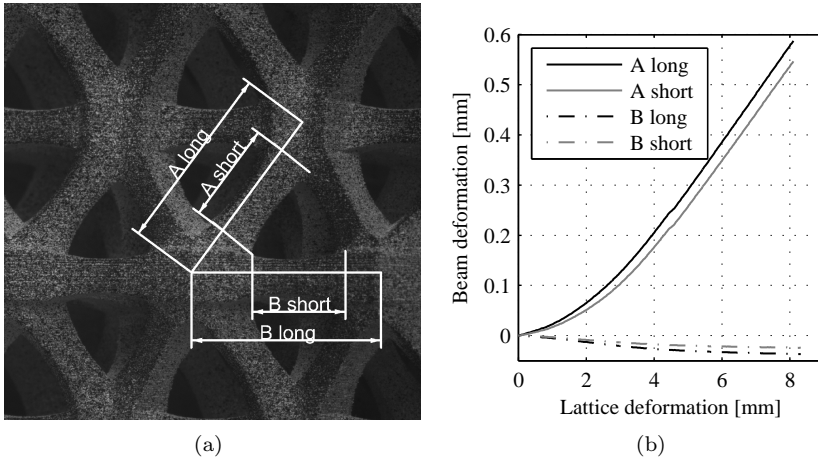 A long
A short
B short
B long
(a)
Beam deformation [mm]
0.6
0.5
0.4
0.3
0.2
0.1
0
0 2 4 6 8
Lattice deformation [mm]
A long
A short
B long
B short
(b)